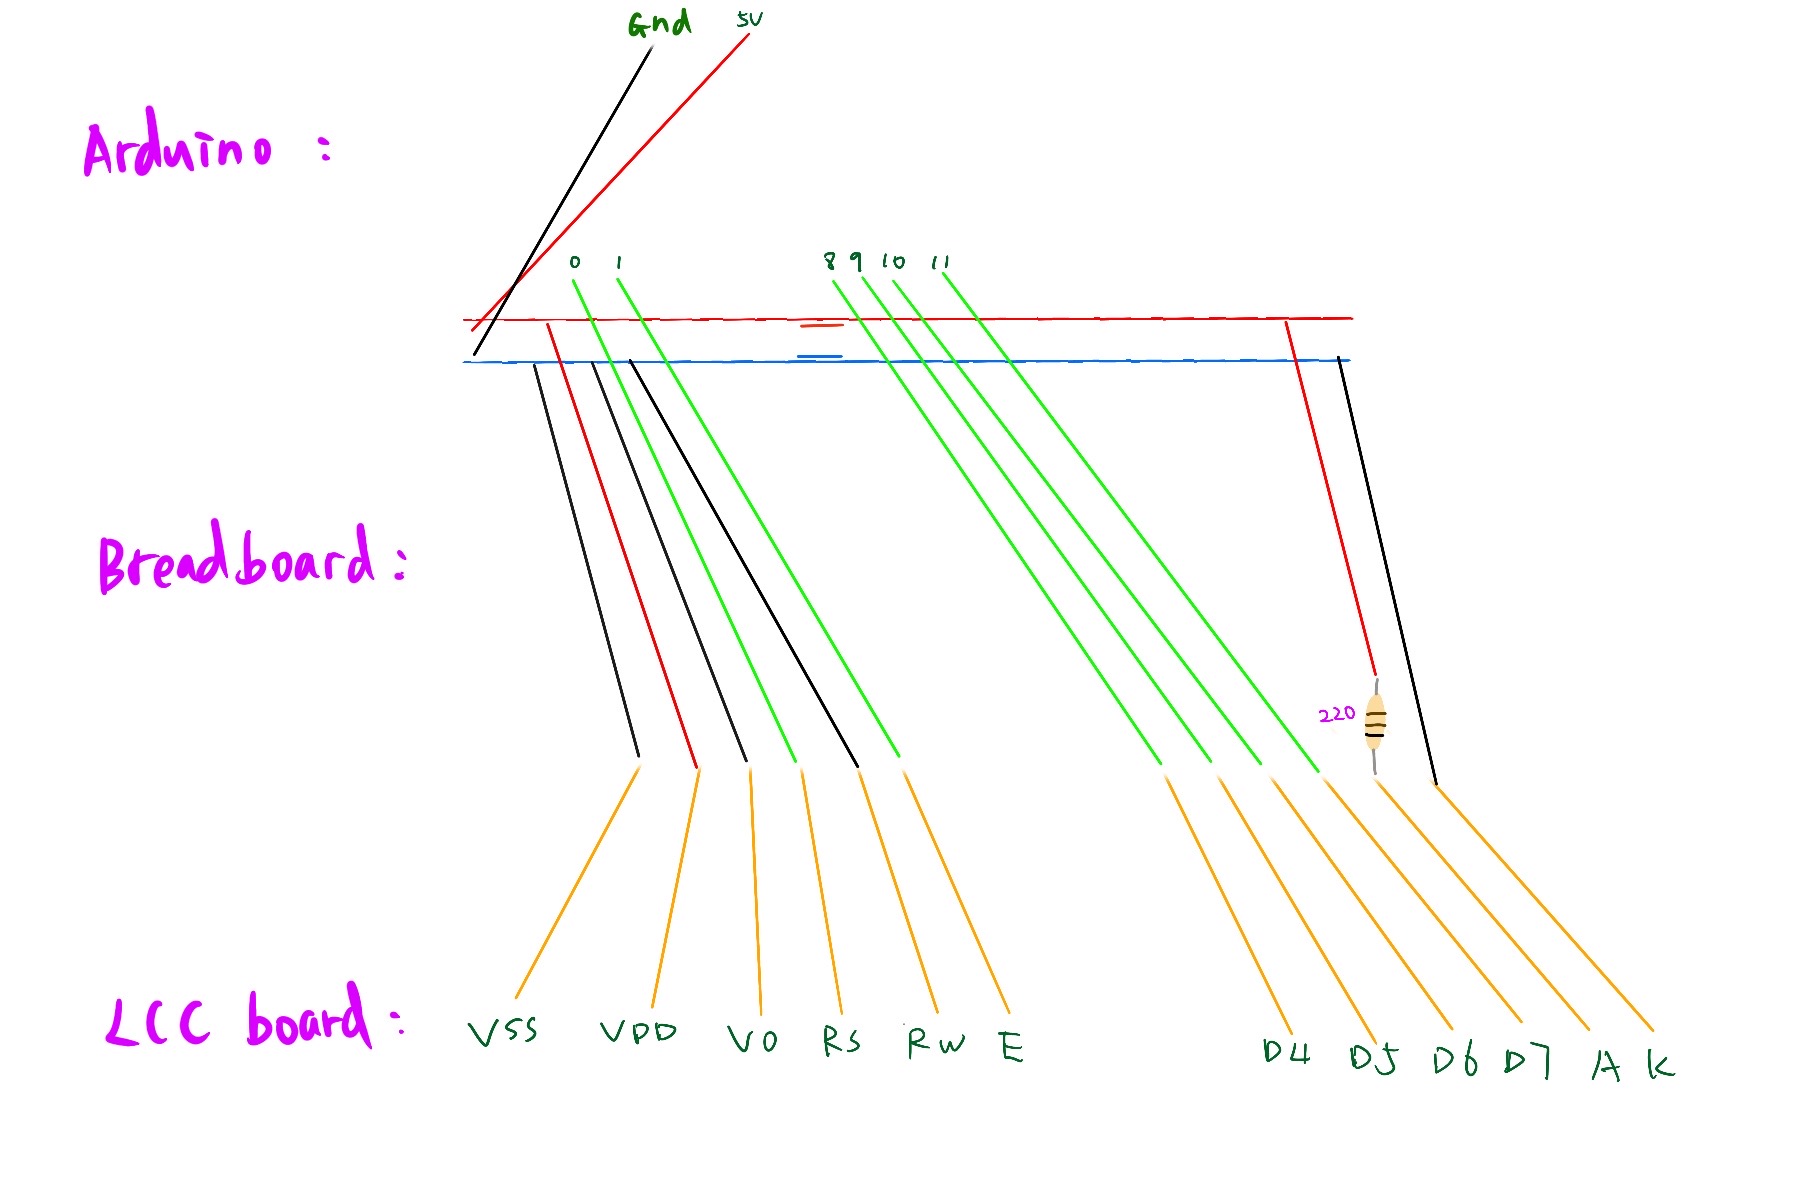 Gnd 5V
Arduino :
0 1 8 9 10 11
Breadboard :
220
LCC board :
VSS VDD VO RS RW E D4 D5 D6 D7 A K